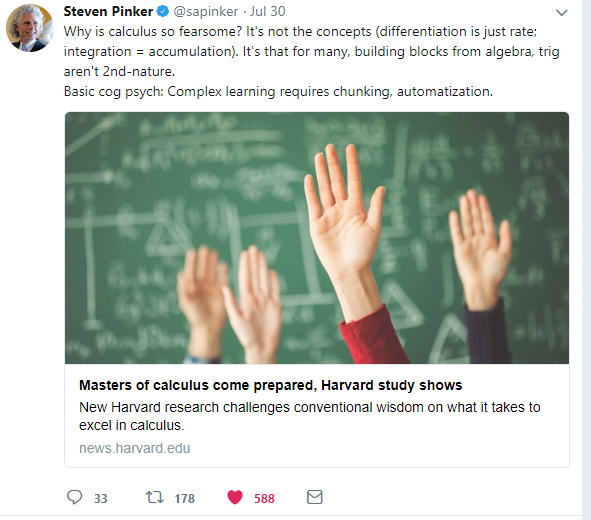 Steven Pinker @sapinker · Jul 30
Why is calculus so fearsome? It's not the concepts (differentiation is just rate;
integration = accumulation). It's that for many, building blocks from algebra, trig
aren't 2nd-nature.
Basic cog psych: Complex learning requires chunking, automatization.
Masters of calculus come prepared, Harvard study shows
New Harvard research challenges conventional wisdom on what it takes to
excel in calculus.
news.harvard.edu
33 178 588